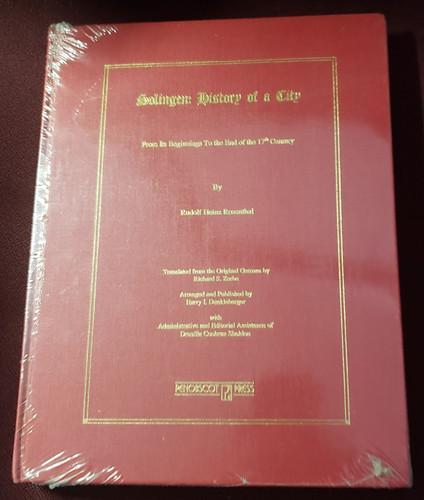 Solingen: History of a City
From Its Beginnings To the End of the 17th Century
By
Rudolf Heinz Rosenthal
Translated from the Original German by
Richard S.
Arranged and Published by
Harry I. Dunkleberger
with
Administrative and Editorial Assistance of
PENOBSCOT PRESS